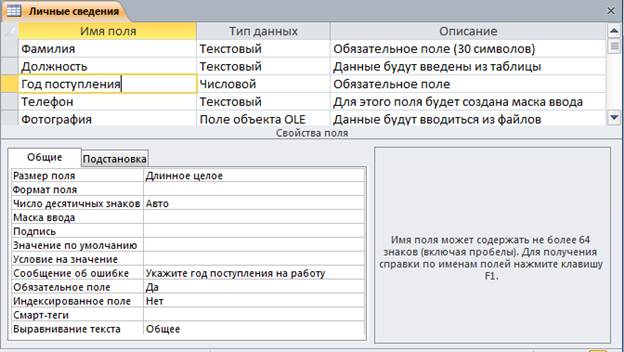 Личные сведения
Имя поля Тип данных Описание
Фамилия Текстовый Обязательное поле (30 символов)
Должность Текстовый Данные будут введены из таблицы
Год поступления Числовой Обязательное поле
Телефон Текстовый Для этого поля будет создана маска ввода
Фотография Поле объекта OLE Данные будут вводиться из файлов
Свойства поля
Общие Подстановка
Размер поля Длинное целое
Формат поля
Число десятичных знаков Авто
Маска ввода
Подпись
Значение по умолчанию
Условие на значение
Сообщение об ошибке Укажите год поступления на работу
Обязательное поле Да
Индексированное поле Нет
Смарт-теги
Выравнивание текста Общее
Имя поля может содержать не более 64
знаков (включая пробелы). Для получения
справки по именам полей нажмите клавишу
F1.